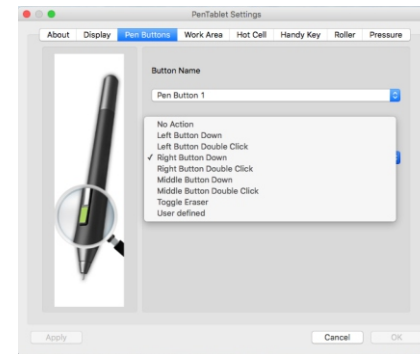 PenTablet Settings
About Display Pen Buttons Work Area Hot Cell Handy Key Roller Pressure
Button Name
Pen Button 1
No Action
Left Button Down
Left Button Double Click
✓ Right Button Down
Right Button Double Click
Middle Button Down
Middle Button Double Click
Toggle Eraser
User defined
Apply Cancel OK